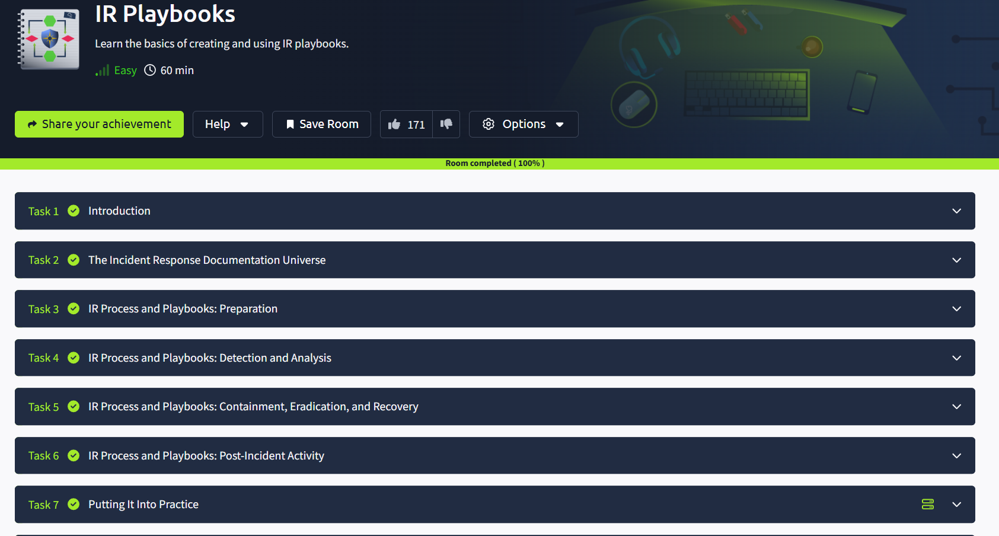 IR Playbooks
Learn the basics of creating and using IR playbooks.
Easy 60 min
Share your achievement Help Save Room 171 Options
Room completed ( 100% )
Task 1 Introduction
Task 2 The Incident Response Documentation Universe
Task 3 IR Process and Playbooks: Preparation
Task 4 IR Process and Playbooks: Detection and Analysis
Task 5 IR Process and Playbooks: Containment, Eradication, and Recovery
Task 6 IR Process and Playbooks: Post-Incident Activity
Task 7 Putting It Into Practice